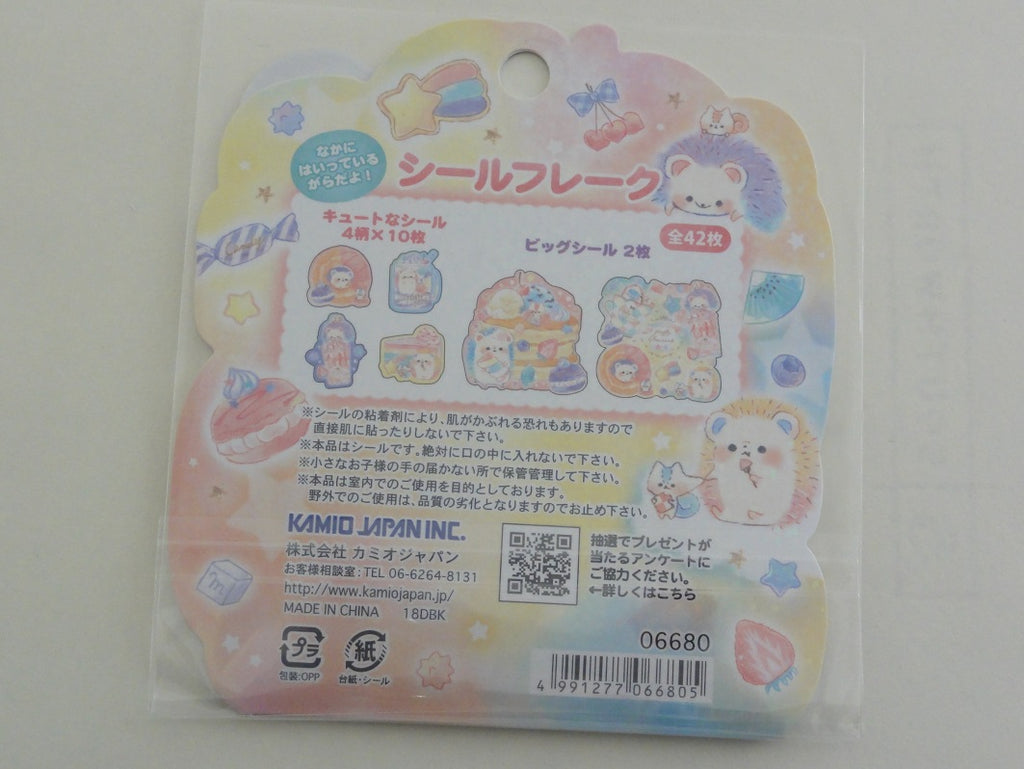 なかに
はいっている
がらだよ!
シールフレーク
キュートなシール
4柄×10枚
ビッグシール 2枚
全42枚
※シールの粘着剤により、肌がかぶれる恐れもありますので
直接肌に貼ったりしないで下さい。
※本品はシールです。絶対に口の中に入れないで下さい。
※小さなお子様の手の届かない所で保管管理して下さい。
※本品は室内でのご使用を目的としております。
野外でのご使用は、品質の劣化となりますのでお止め下さい。
KAMIO JAPAN INC.
株式会社 カミオジャパン
お客様相談室:TEL 06-6264-8131
http://www.kamiojapan.jp/
MADE IN CHINA 18DBK
抽選でプレゼントが
当たるアンケートに
ご協力ください。
←詳しくはこちら
プラ
包装:OPP
紙
台紙・シール
06680
4 991277 066805